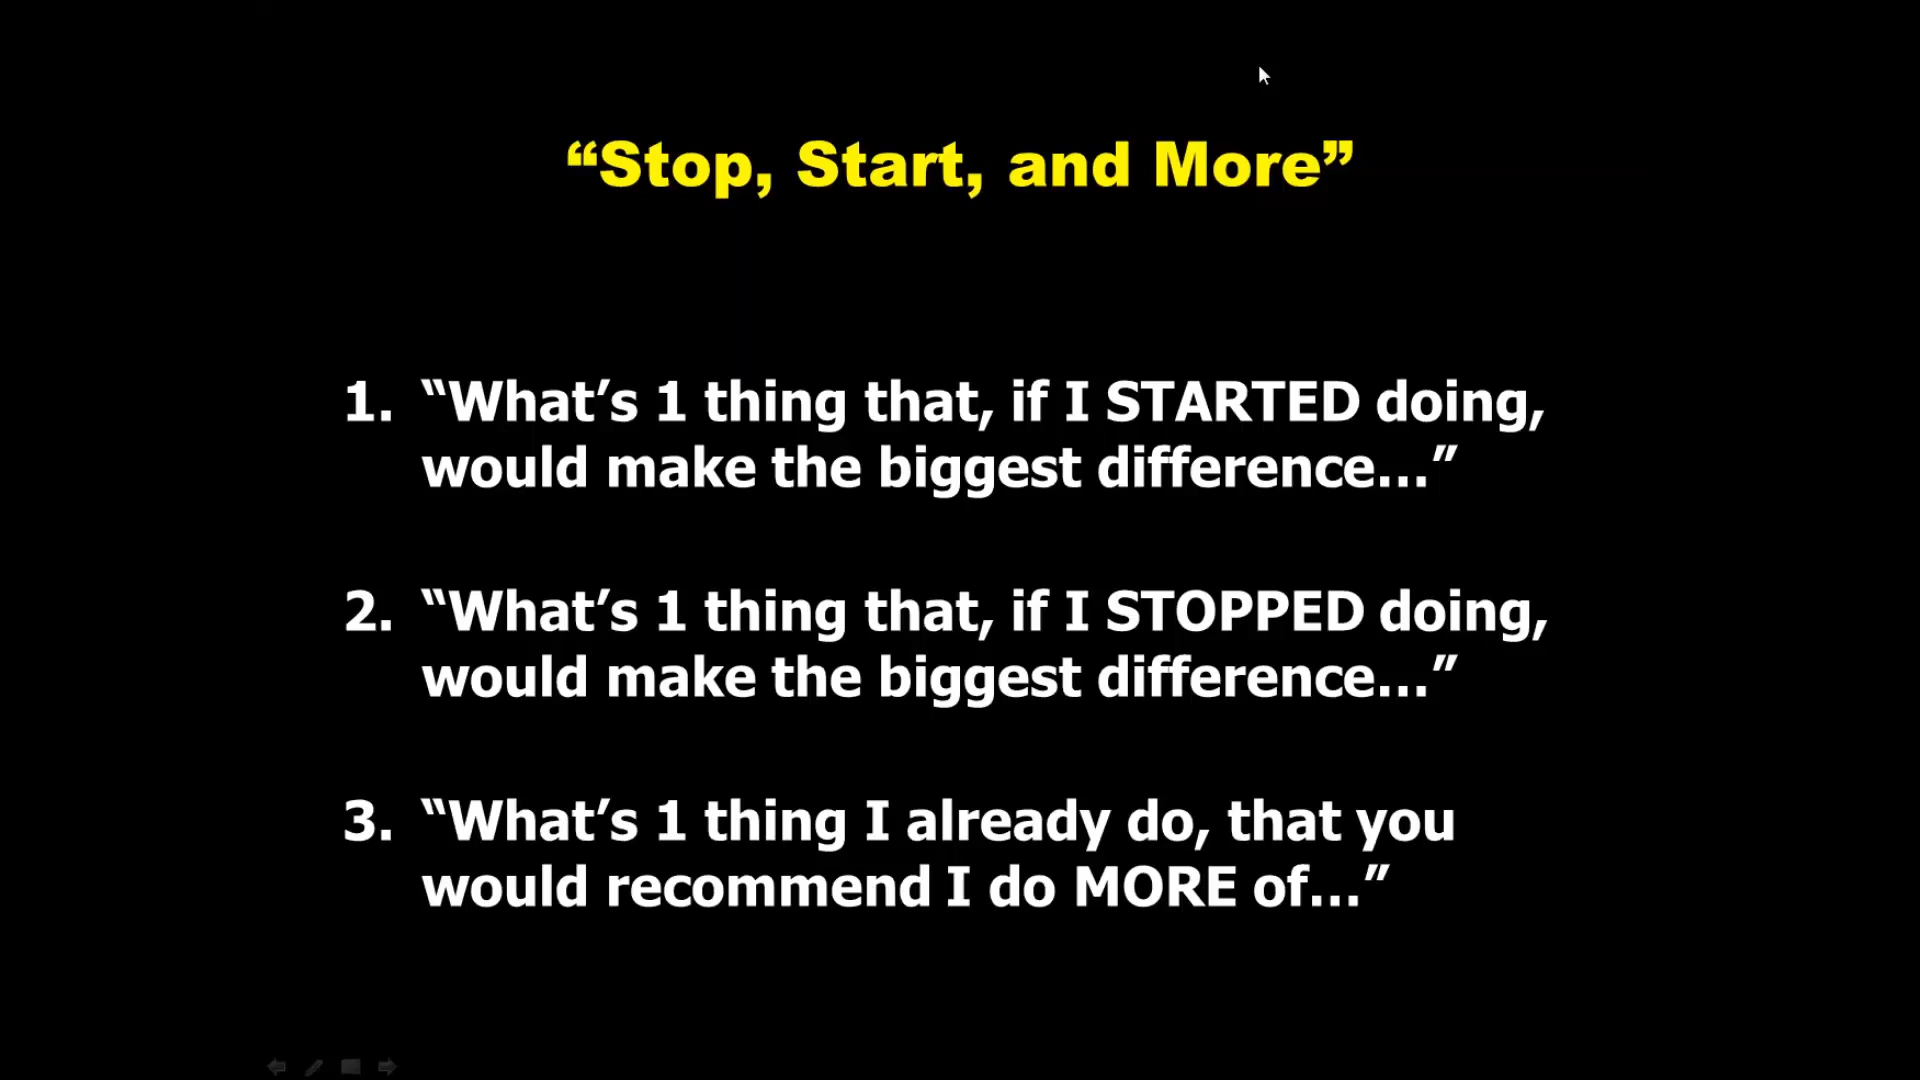 “Stop, Start, and More”
1. “What’s 1 thing that, if I STARTED doing,
would make the biggest difference...”
2. “What’s 1 thing that, if I STOPPED doing,
would make the biggest difference...”
3. “What’s 1 thing I already do, that you
would recommend I do MORE of...”